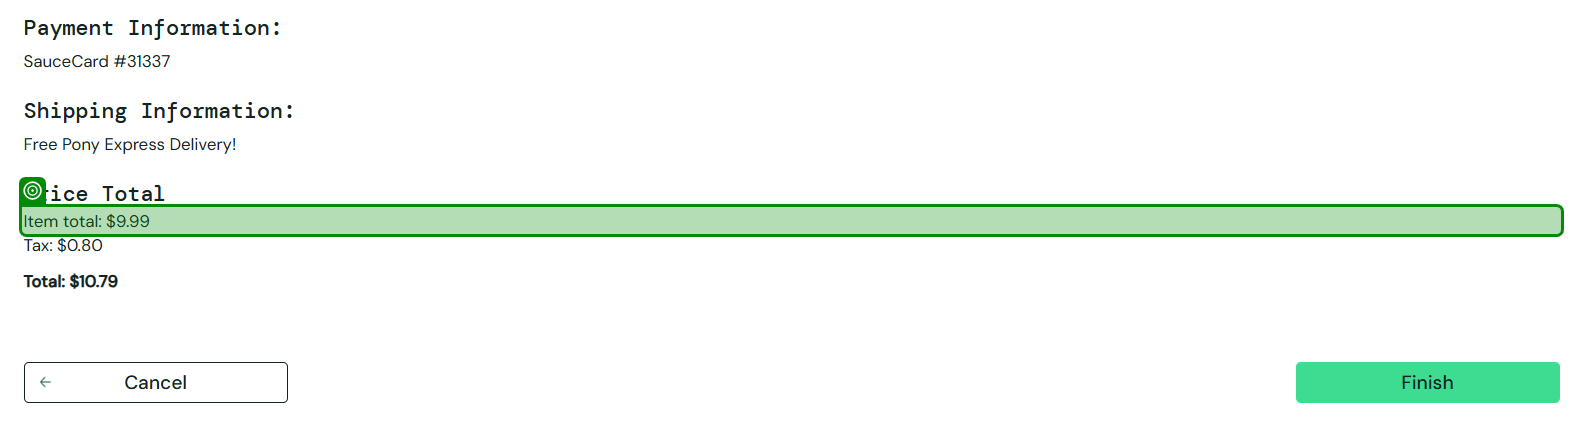 Payment Information:
SauceCard #31337
Shipping Information:
Free Pony Express Delivery!
ice Total
Item total: $9.99
Tax: $0.80
Total: $10.79
Cancel
Finish